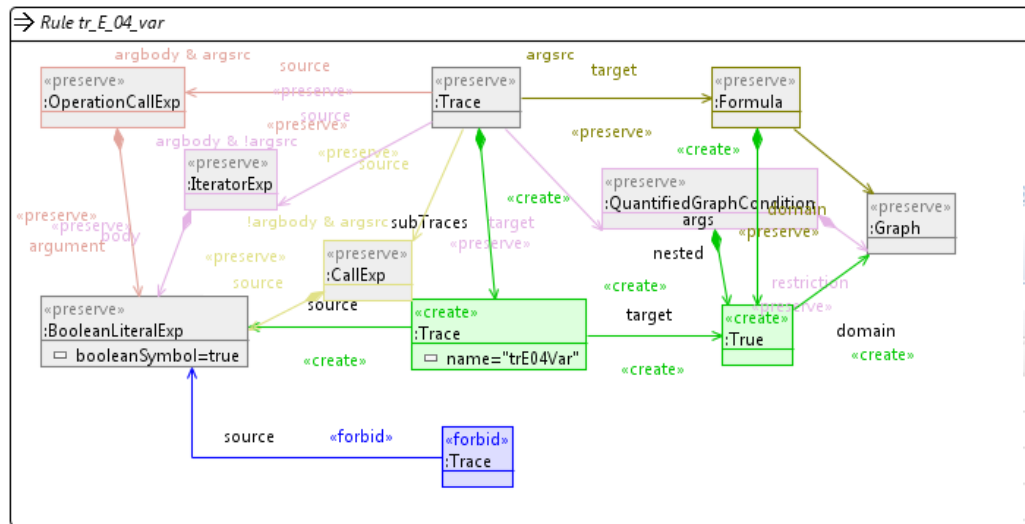 Rule tr_E_04_var
argbody & argsrc
argsrc
«preserve»
:OperationCallExp
source
«preserve»
source
«preserve»
«preserve»
:Trace
target
«preserve»
«preserve»
:Formula
argbody & !argsrc
«preserve»
:IteratorExp
«preserve»
source
«create»
«create»
«preserve»
:QuantifiedGraphCondition
args
domain
«preserve»
«preserve»
:Graph
«preserve»
argument
«preserve»
body
!argbody & argsrc
subTraces
target
«preserve»
nested
«preserve»
source
«preserve»
:CallExp
restriction
«preserve»
«create»
«preserve»
:BooleanLiteralExp
booleanSymbol=true
source
«create»
«create»
:Trace
name="trE04Var"
target
«create»
«create»
:True
domain
«create»
source
«forbid»
«forbid»
:Trace